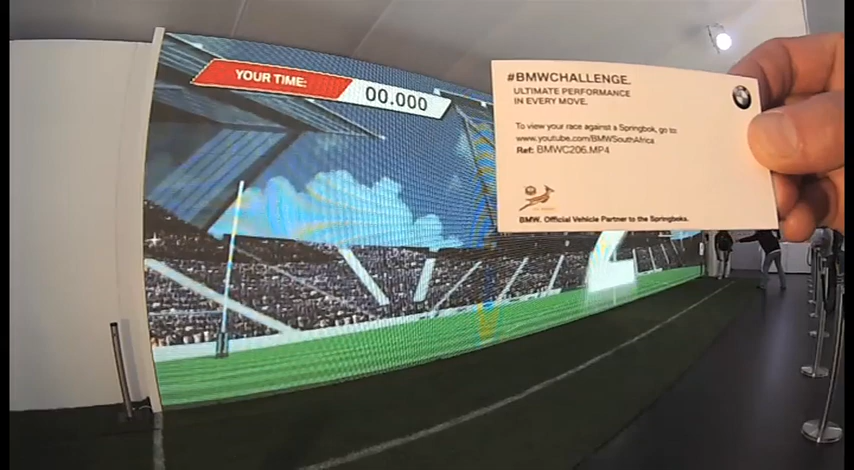 YOUR TIME:
00.000
#BMWCHALLENGE.
ULTIMATE PERFORMANCE
IN EVERY MOVE.
To view your race against a Springbok, go to
www.youtube.com/BMWSouthAfrica
Ref: BMWC206.MP4
BMW. Official Vehicle Partner to the Springboks.